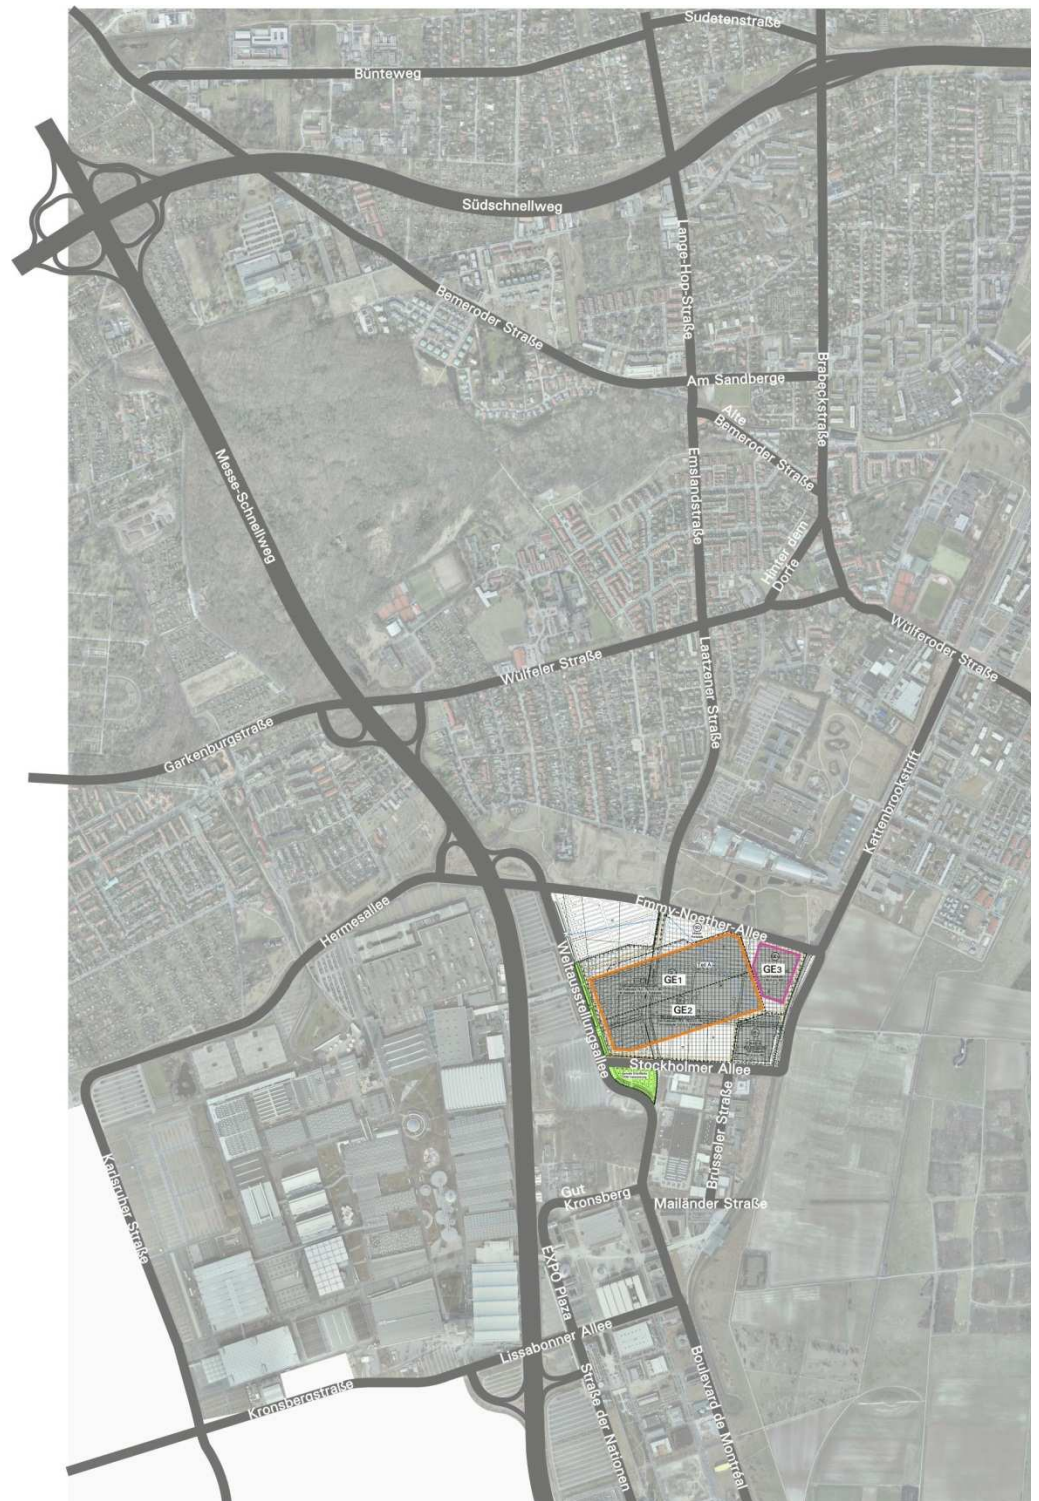 Sudetenstraße
Bünteweg
Südschnellweg
Lange-Hop-Straße
Bemeroder Straße
Am Sandberge
Brabeckstraße
Alte
Bemeroder Straße
Emslandstraße
Messe-Schnellweg
Hinter dem
Dorfe
Wülferoder Straße
Wülfeler Straße
Laatzener Straße
Garkenburgstraße
Kattenbrookstrift
Emmy-Noether-Allee
Hermesallee
Weltausstellungsallee
GE1
GE3
GE2
Stockholmer Allee
Brüsseler Straße
Karlsruher Straße
Gut
Kronsberg
Mailänder Straße
EXPO Plaza
Lissabonner Allee
Kronsbergstraße
Straße der Nationen
Boulevard de Montréal